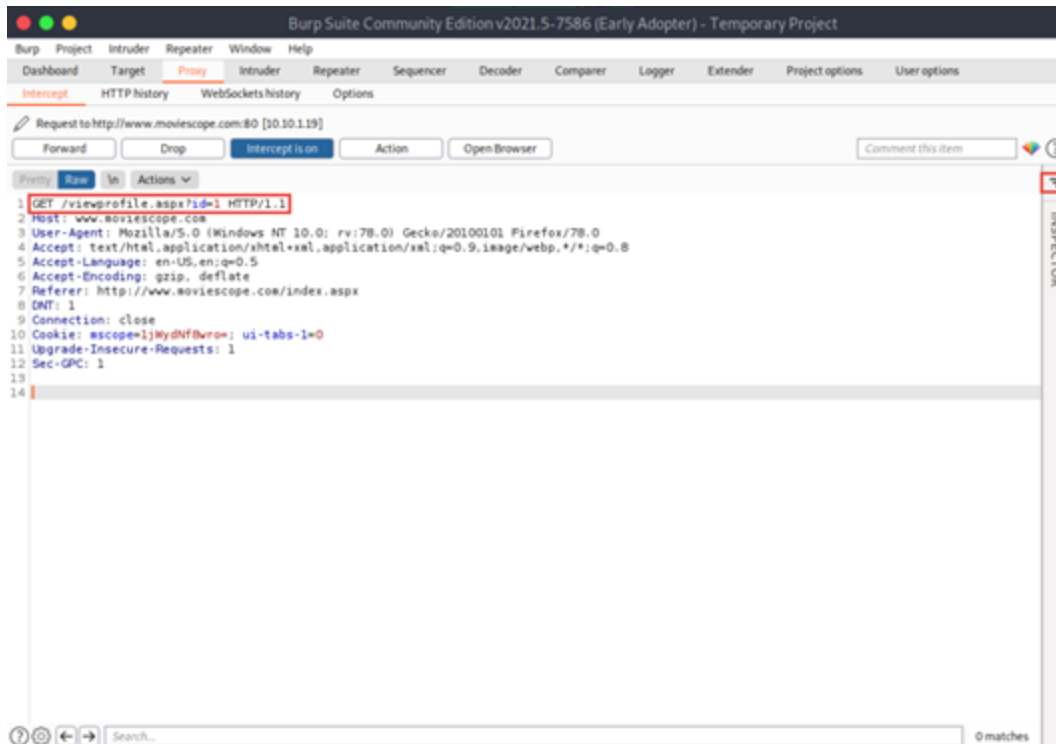 Burp Suite Community Edition v2021.5-7586 (Early Adopter) - Temporary Project
Burp Project Intruder Repeater Window Help
Dashboard Target Proxy Intruder Repeater Sequencer Decoder Comparer Logger Extender Project options User options
Intercept HTTP history WebSockets history Options
Request to http://www.moviescope.com:80 [10.10.1.19]
Forward Drop Intercept is on Action Open Browser Comment this item
Pretty Raw \n Actions
INSPECTOR
1 GET /viewprofile.aspx?id=1 HTTP/1.1
2 Host: www.moviescope.com
3 User-Agent: Mozilla/5.0 (Windows NT 10.0; rv:78.0) Gecko/20100101 Firefox/78.0
4 Accept: text/html,application/xhtml+xml,application/xml;q=0.9,image/webp,*/*;q=0.8
5 Accept-Language: en-US,en;q=0.5
6 Accept-Encoding: gzip, deflate
7 Referer: http://www.moviescope.com/index.aspx
8 DNT: 1
9 Connection: close
10 Cookie: mscope=1jWydNf8wro=; ui-tabs-1=0
11 Upgrade-Insecure-Requests: 1
12 Sec-GPC: 1
13
14
Search... 0 matches